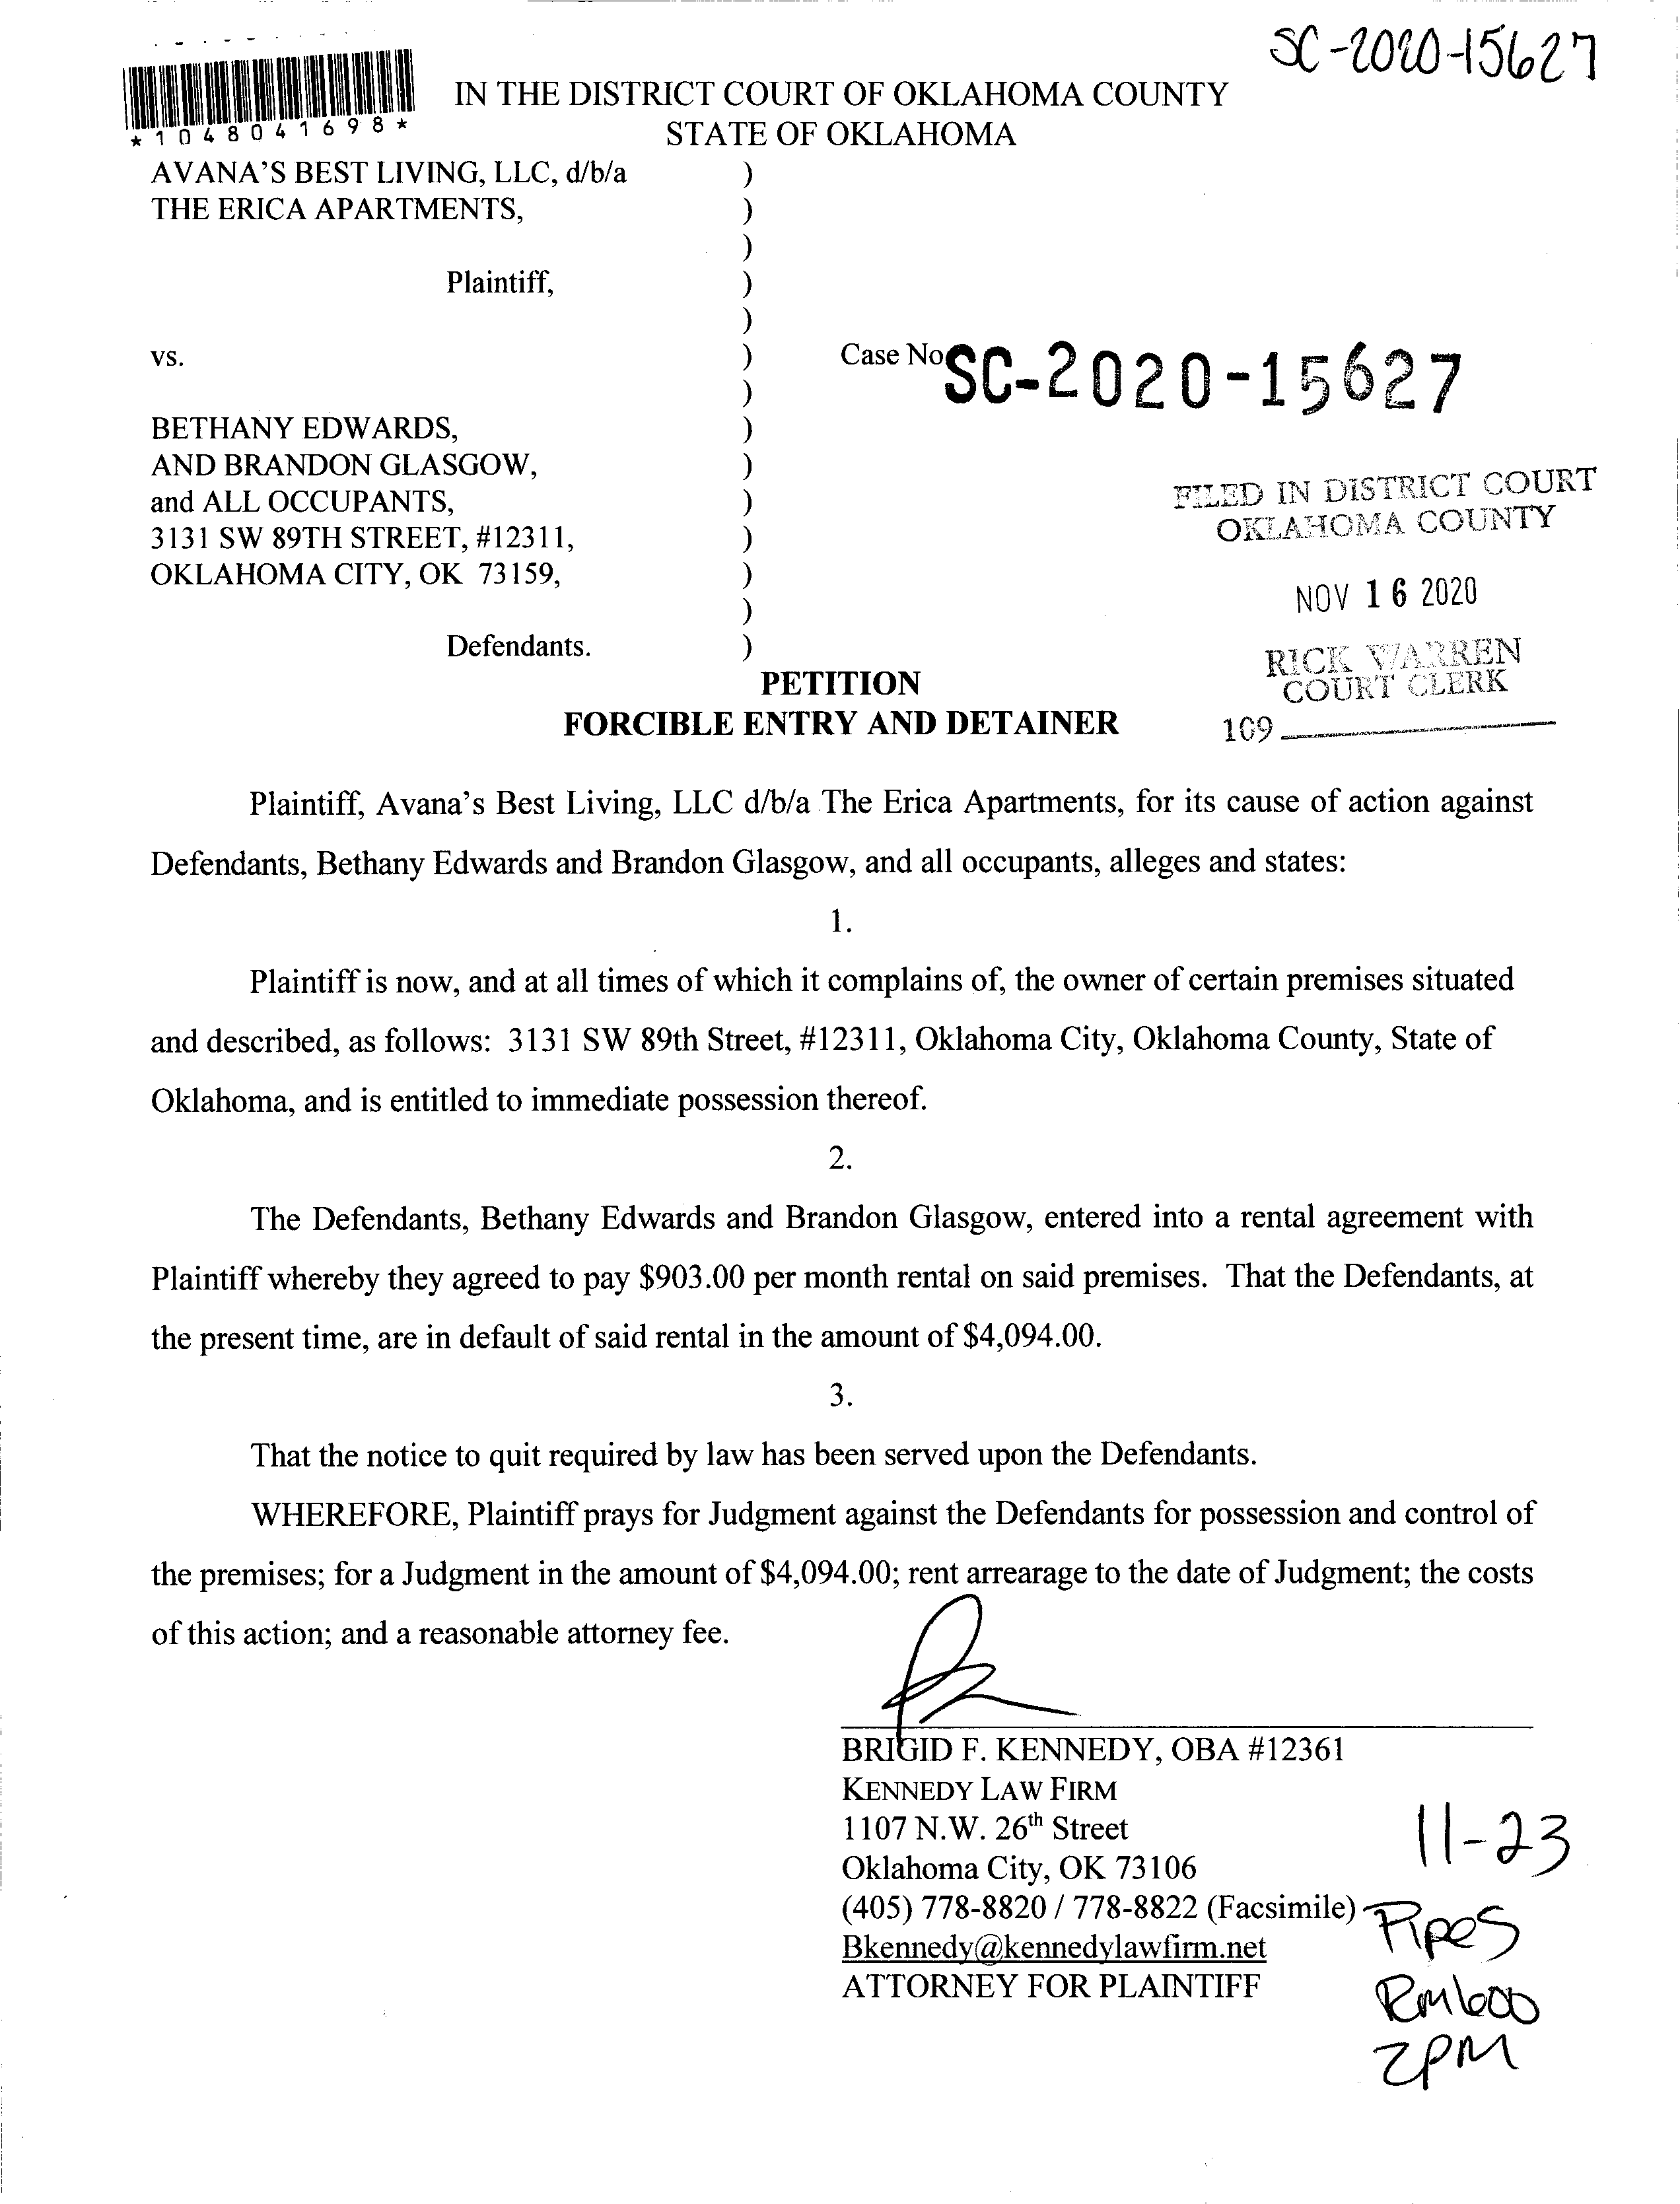 SC-2020-15627
*1048041698*
IN THE DISTRICT COURT OF OKLAHOMA COUNTY
STATE OF OKLAHOMA
AVANA'S BEST LIVING, LLC, d/b/a )
THE ERICA APARTMENTS, )
)
Plaintiff, )
)
vs. ) Case No SC-2020-15627
)
BETHANY EDWARDS, )
AND BRANDON GLASGOW, )
and ALL OCCUPANTS, )
3131 SW 89TH STREET, #12311, )
OKLAHOMA CITY, OK 73159, )
)
Defendants. )
FILED IN DISTRICT COURT
OKLAHOMA COUNTY
NOV 16 2020
RICK WARREN
COURT CLERK
109
PETITION
FORCIBLE ENTRY AND DETAINER
Plaintiff, Avana's Best Living, LLC d/b/a The Erica Apartments, for its cause of action against
Defendants, Bethany Edwards and Brandon Glasgow, and all occupants, alleges and states:
1.
Plaintiff is now, and at all times of which it complains of, the owner of certain premises situated
and described, as follows: 3131 SW 89th Street, #12311, Oklahoma City, Oklahoma County, State of
Oklahoma, and is entitled to immediate possession thereof.
2.
The Defendants, Bethany Edwards and Brandon Glasgow, entered into a rental agreement with
Plaintiff whereby they agreed to pay $903.00 per month rental on said premises. That the Defendants, at
the present time, are in default of said rental in the amount of $4,094.00.
3.
That the notice to quit required by law has been served upon the Defendants.
WHEREFORE, Plaintiff prays for Judgment against the Defendants for possession and control of
the premises; for a Judgment in the amount of $4,094.00; rent arrearage to the date of Judgment; the costs
of this action; and a reasonable attorney fee.
BRIGID F. KENNEDY, OBA #12361
KENNEDY LAW FIRM
1107 N.W. 26th Street
Oklahoma City, OK 73106
(405) 778-8820 / 778-8822 (Facsimile)
Bkennedy@kennedylawfirm.net
ATTORNEY FOR PLAINTIFF
11-23
Pipes
Rm600
2PM